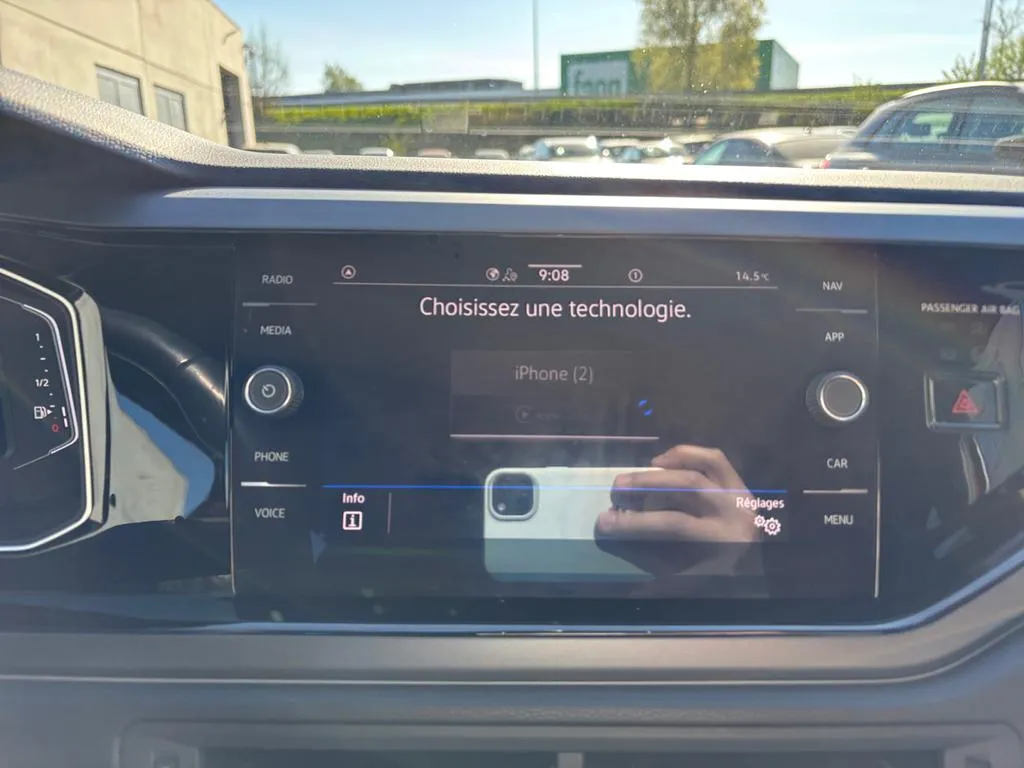 RADIO
MEDIA
PHONE
VOICE
9:08
1
14.5°C
Choisissez une technologie.
iPhone (2)
Info
Réglages
NAV
APP
CAR
MENU
PASSENGER AIR BAG
1
1/2
0